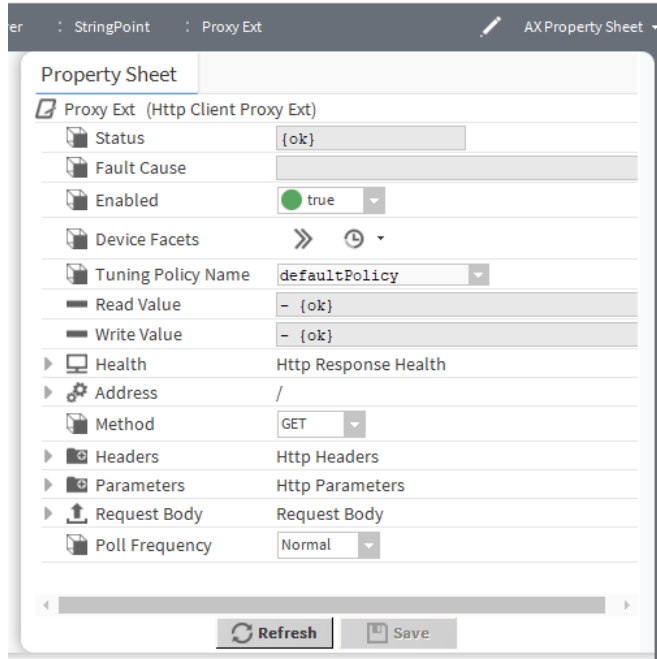 er : StringPoint : Proxy Ext AX Property Sheet
Property Sheet
Proxy Ext (Http Client Proxy Ext)
Status {ok}
Fault Cause
Enabled true
Device Facets
Tuning Policy Name defaultPolicy
Read Value - {ok}
Write Value - {ok}
Health Http Response Health
Address /
Method GET
Headers Http Headers
Parameters Http Parameters
Request Body Request Body
Poll Frequency Normal
Refresh Save